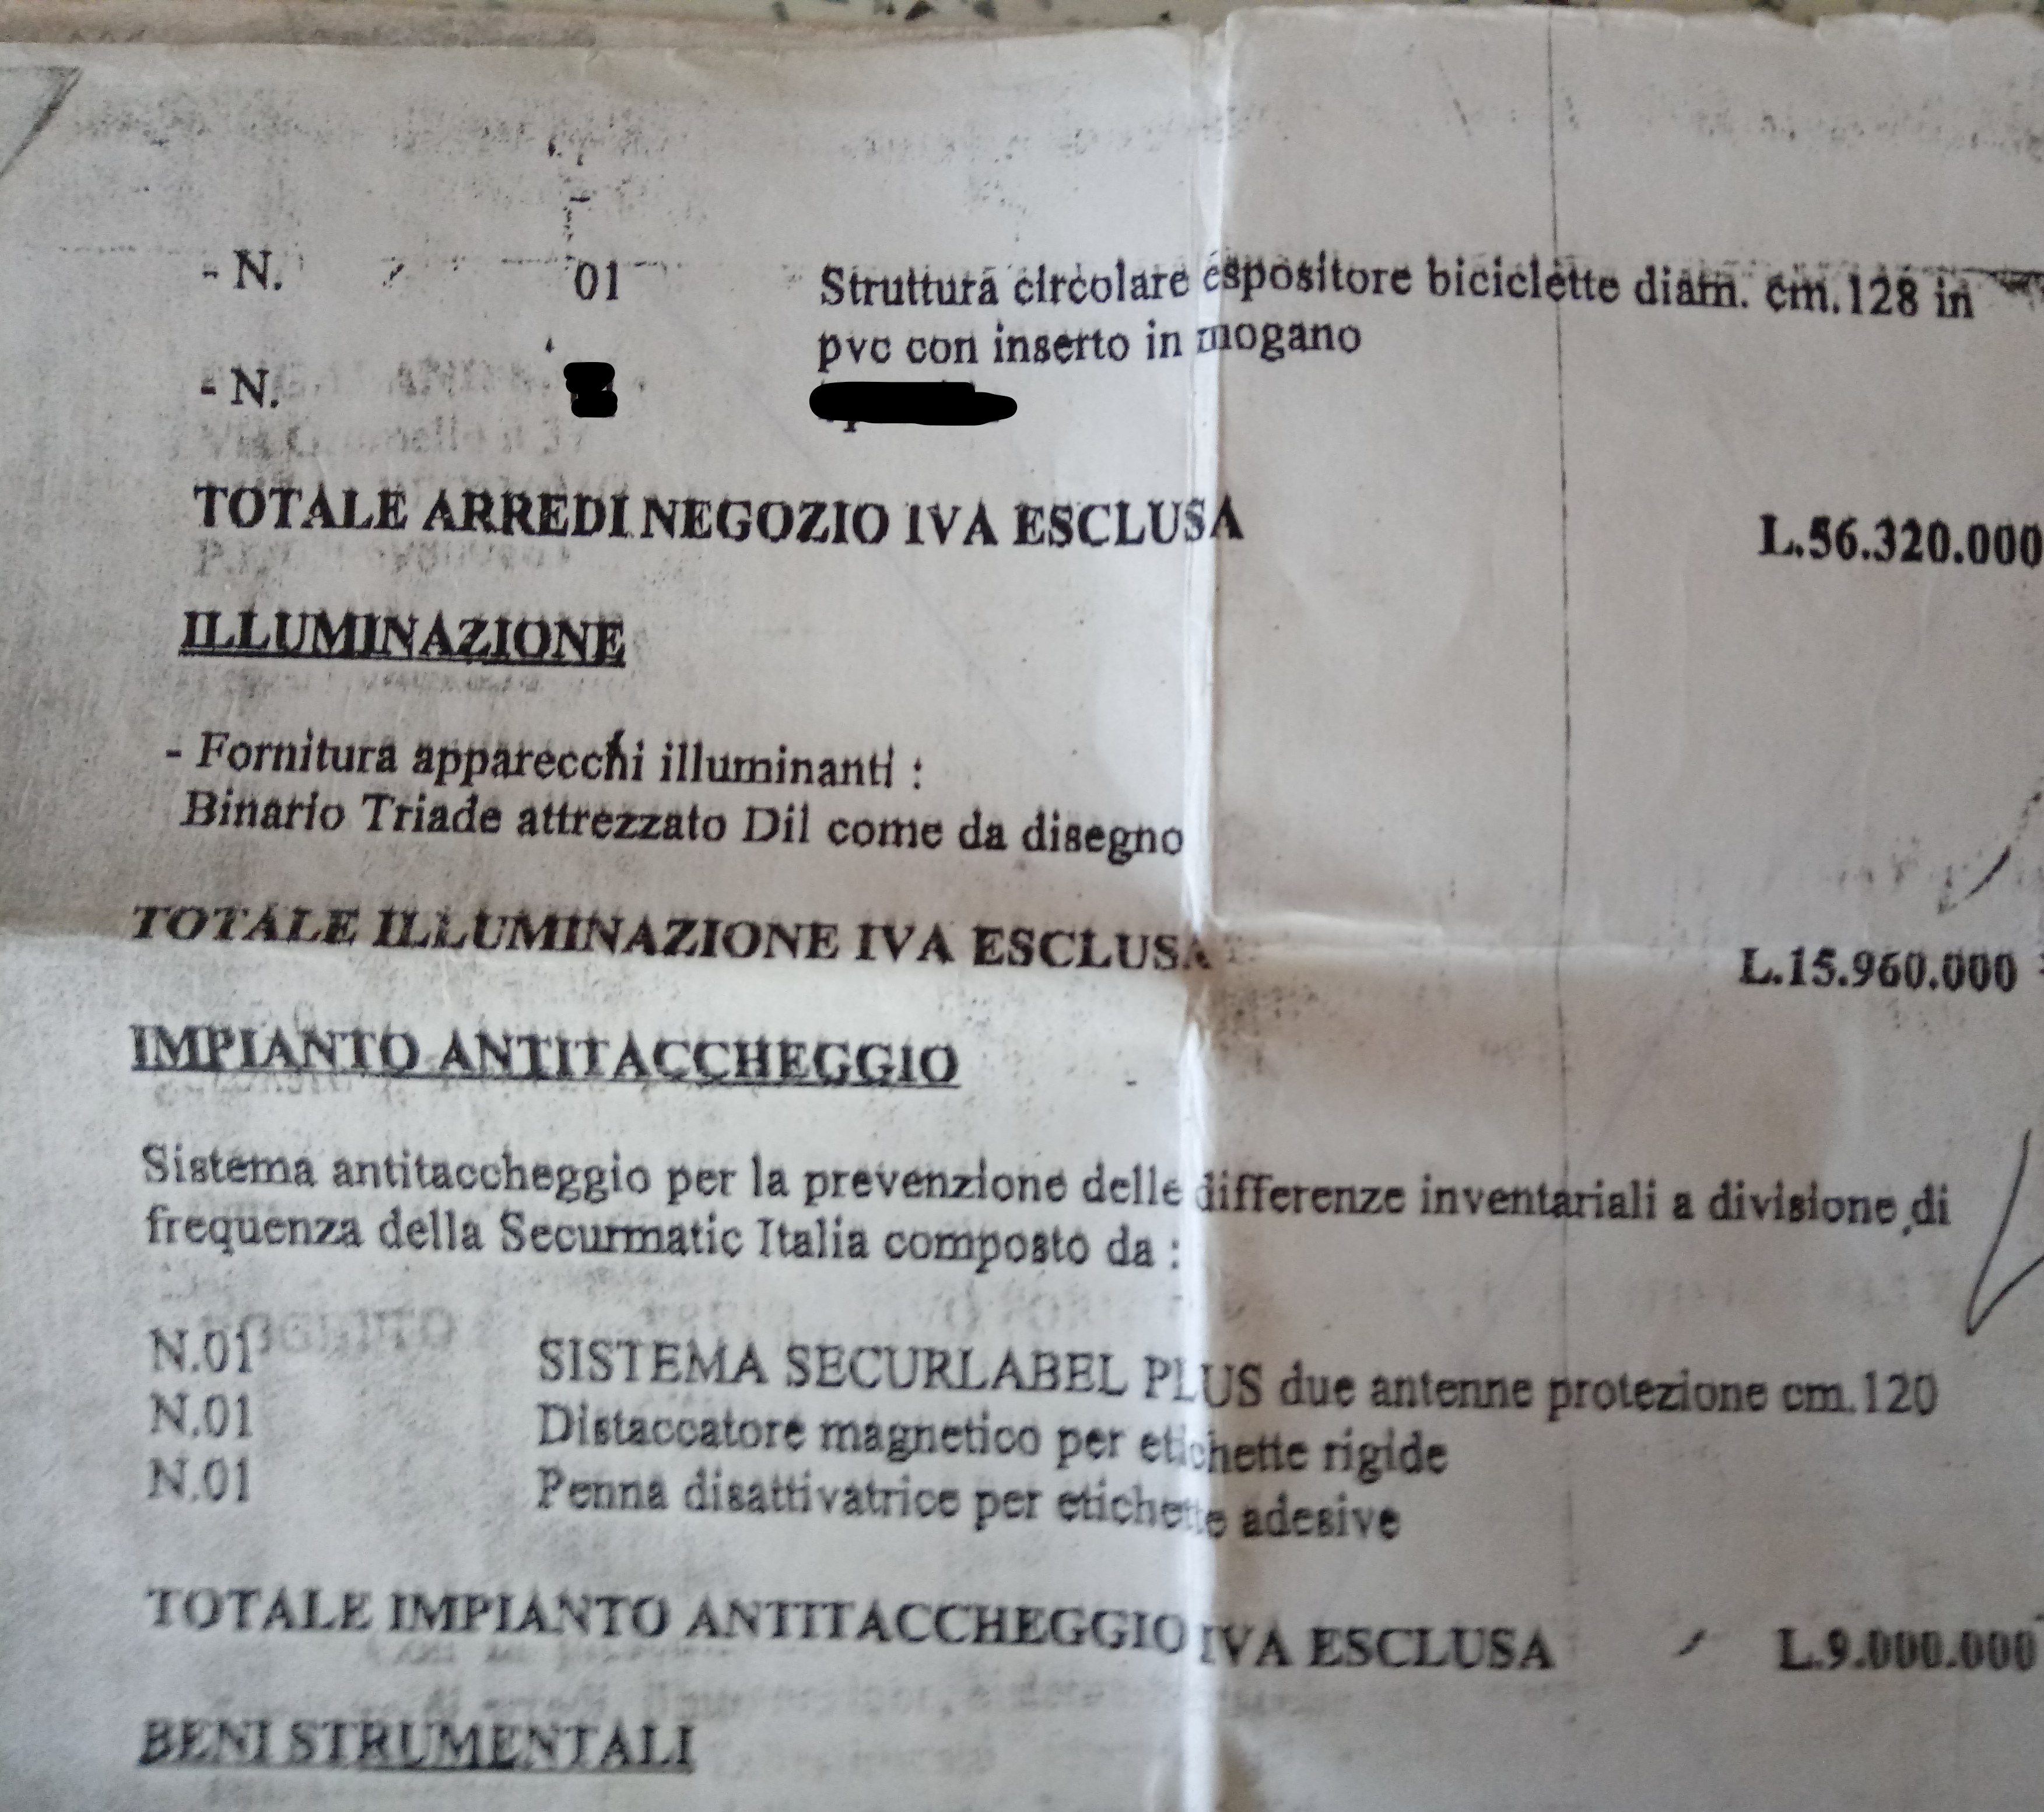 - N. 01 Struttura circolare espositore biciclette diam. cm.128 in
pvc con inserto in mogano
- N.
TOTALE ARREDI NEGOZIO IVA ESCLUSA L.56.320.000
ILLUMINAZIONE
- Fornitura apparecchi illuminanti :
Binario Triade attrezzato Dil come da disegno
TOTALE ILLUMINAZIONE IVA ESCLUSA L.15.960.000
IMPIANTO ANTITACCHEGGIO
Sistema antitaccheggio per la prevenzione delle differenze inventariali a divisione di
frequenza della Securmatic Italia composto da :
N.01 SISTEMA SECURLABEL PLUS due antenne protezione cm.120
N.01 Distaccatore magnetico per etichette rigide
N.01 Penna disattivatrice per etichette adesive
TOTALE IMPIANTO ANTITACCHEGGIO IVA ESCLUSA L.9.000.000
BENI STRUMENTALI